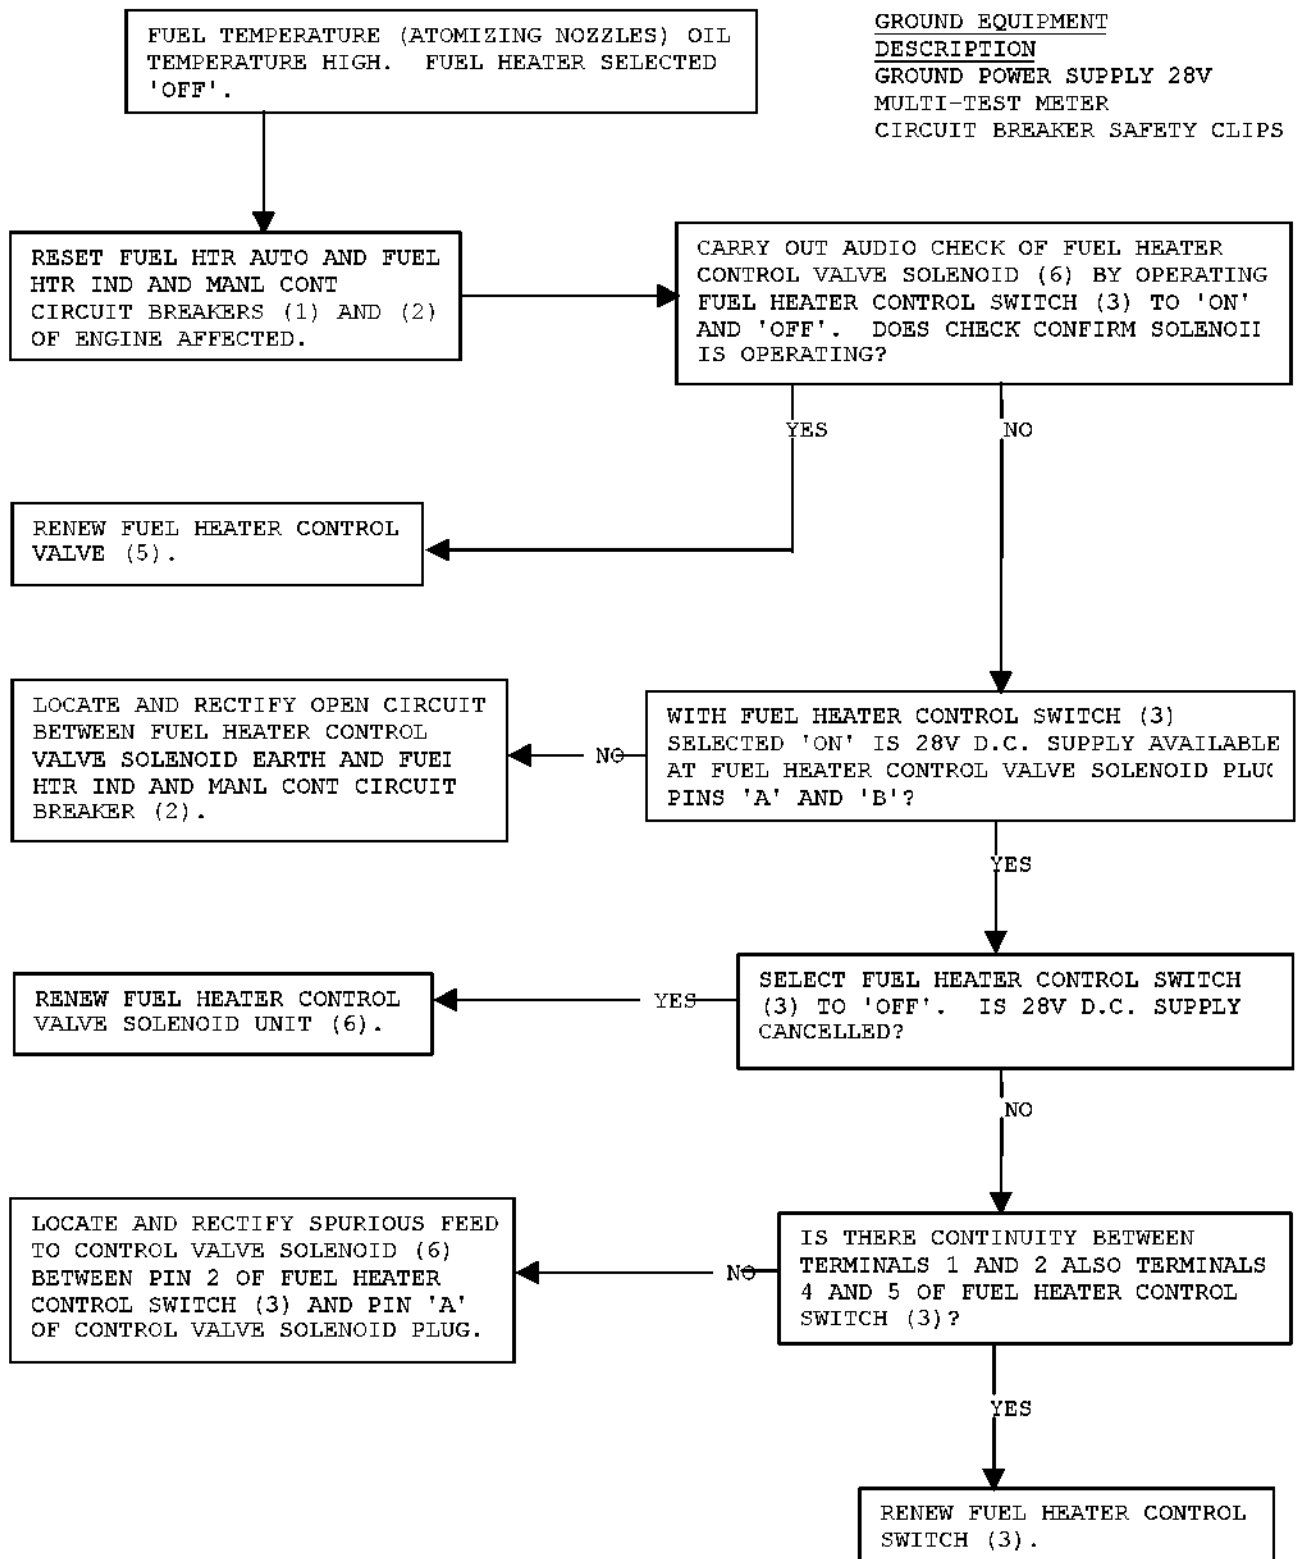 FUEL TEMPERATURE (ATOMIZING NOZZLES) OIL
TEMPERATURE HIGH. FUEL HEATER SELECTED
'OFF'.
GROUND EQUIPMENT
DESCRIPTION
GROUND POWER SUPPLY 28V
MULTI-TEST METER
CIRCUIT BREAKER SAFETY CLIPS
RESET FUEL HTR AUTO AND FUEL
HTR IND AND MANL CONT
CIRCUIT BREAKERS (1) AND (2)
OF ENGINE AFFECTED.
CARRY OUT AUDIO CHECK OF FUEL HEATER
CONTROL VALVE SOLENOID (6) BY OPERATING
FUEL HEATER CONTROL SWITCH (3) TO 'ON'
AND 'OFF'. DOES CHECK CONFIRM SOLENOI
IS OPERATING?
YES
NO
RENEW FUEL HEATER CONTROL
VALVE (5).
LOCATE AND RECTIFY OPEN CIRCUIT
BETWEEN FUEL HEATER CONTROL
VALVE SOLENOID EARTH AND FUE
HTR IND AND MANL CONT CIRCUIT
BREAKER (2).
NO
WITH FUEL HEATER CONTROL SWITCH (3)
SELECTED 'ON' IS 28V D.C. SUPPLY AVAILABLE
AT FUEL HEATER CONTROL VALVE SOLENOID PLU
PINS 'A' AND 'B'?
YES
RENEW FUEL HEATER CONTROL
VALVE SOLENOID UNIT (6).
YES
SELECT FUEL HEATER CONTROL SWITCH
(3) TO 'OFF'. IS 28V D.C. SUPPLY
CANCELLED?
NO
LOCATE AND RECTIFY SPURIOUS FEED
TO CONTROL VALVE SOLENOID (6)
BETWEEN PIN 2 OF FUEL HEATER
CONTROL SWITCH (3) AND PIN 'A'
OF CONTROL VALVE SOLENOID PLUG.
NO
IS THERE CONTINUITY BETWEEN
TERMINALS 1 AND 2 ALSO TERMINALS
4 AND 5 OF FUEL HEATER CONTROL
SWITCH (3)?
YES
RENEW FUEL HEATER CONTROL
SWITCH (3).